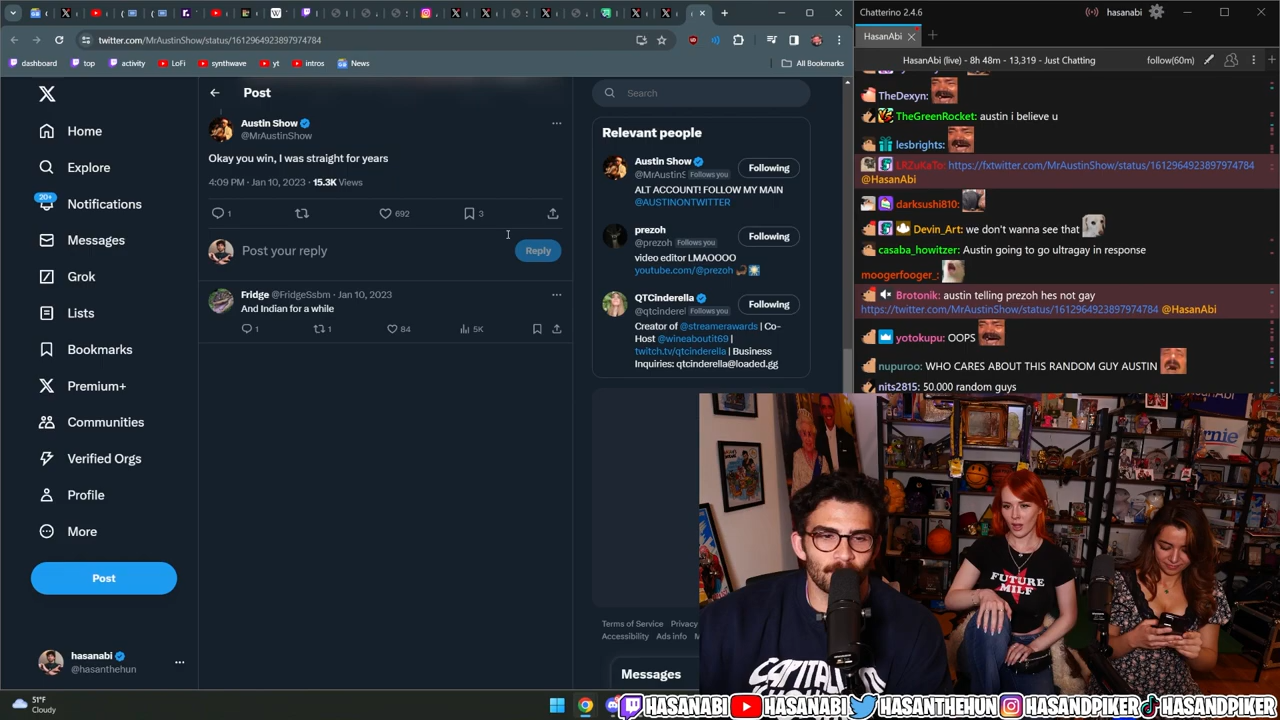 twitter.com/MrAustinShow/status/1612964923897974784
dashboard
top
activity
LoFi
synthwave
yt
intros
News
All Bookmarks
Home
Explore
20+
Notifications
Messages
Grok
Lists
Bookmarks
Premium+
Communities
Verified Orgs
Profile
More
Post
hasanabi
@hasanthehun
Post
Austin Show
@MrAustinShow
Okay you win, I was straight for years
4:09 PM · Jan 10, 2023 · 15.3K Views
1
692
3
Post your reply
Reply
Fridge @FridgeSsbm · Jan 10, 2023
And Indian for a while
1
1
84
5K
Search
Relevant people
Austin Show
@MrAustinS Follows you
Following
ALT ACCOUNT! FOLLOW MY MAIN
@AUSTINONTWITTER
prezoh
@prezoh Follows you
Following
video editor LMAOOOO
youtube.com/@prezoh
QTCinderella
@qtcinderel Follows you
Following
Creator of @streamerawards | Co-
Host @wineaboutit69 |
twitch.tv/qtcinderella | Business
Inquiries: qtcinderella@loaded.gg
Terms of Service Privacy
Accessibility Ads info M
Messages
Chatterino 2.4.6
hasanabi
HasanAbi
HasanAbi (live) - 8h 48m - 13,319 - Just Chatting
follow(60m)
TheDexyn:
TheGreenRocket: austin i believe u
lesbrights:
LRZuKaTo: https://fxtwitter.com/MrAustinShow/status/1612964923897974784
@HasanAbi
darksushi810:
Devin_Art: we don't wanna see that
casaba_howitzer: Austin going to go ultragay in response
moogerfooger_:
Brotonik: austin telling prezoh hes not gay
https://twitter.com/MrAustinShow/status/1612964923897974784 @HasanAbi
yotokupu: OOPS
nupuroo: WHO CARES ABOUT THIS RANDOM GUY AUSTIN
nits2815: 50.000 random guys
ernie
FUTURE
MILF
51°F
Cloudy
HASANABI
HASANABI
HASANTHEHUN
HASANDPIKER
HASANDPIKER